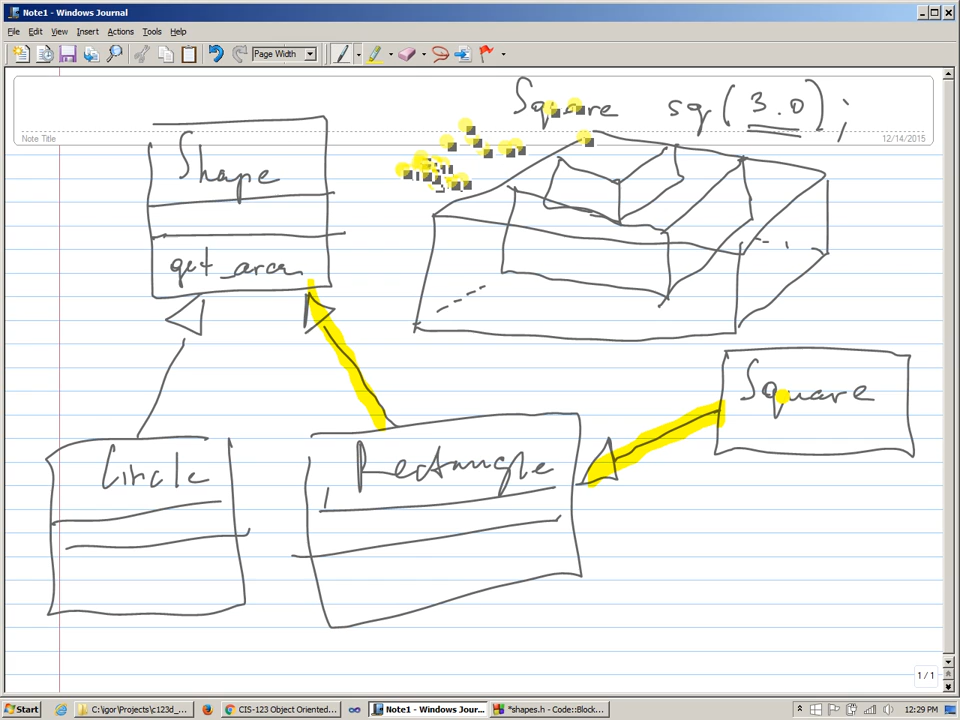 Note1 - Windows Journal
File Edit View Insert Actions Tools Help
Page Width
Square sq(3.0);
Note Title
12/14/2015
Shape
get_area
Square
Circle
Rectangle
1 / 1
Start
C:\igor\Projects\c123d_...
CIS-123 Object Oriented...
Note1 - Windows Jour...
*shapes.h - Code::Block...
12:29 PM